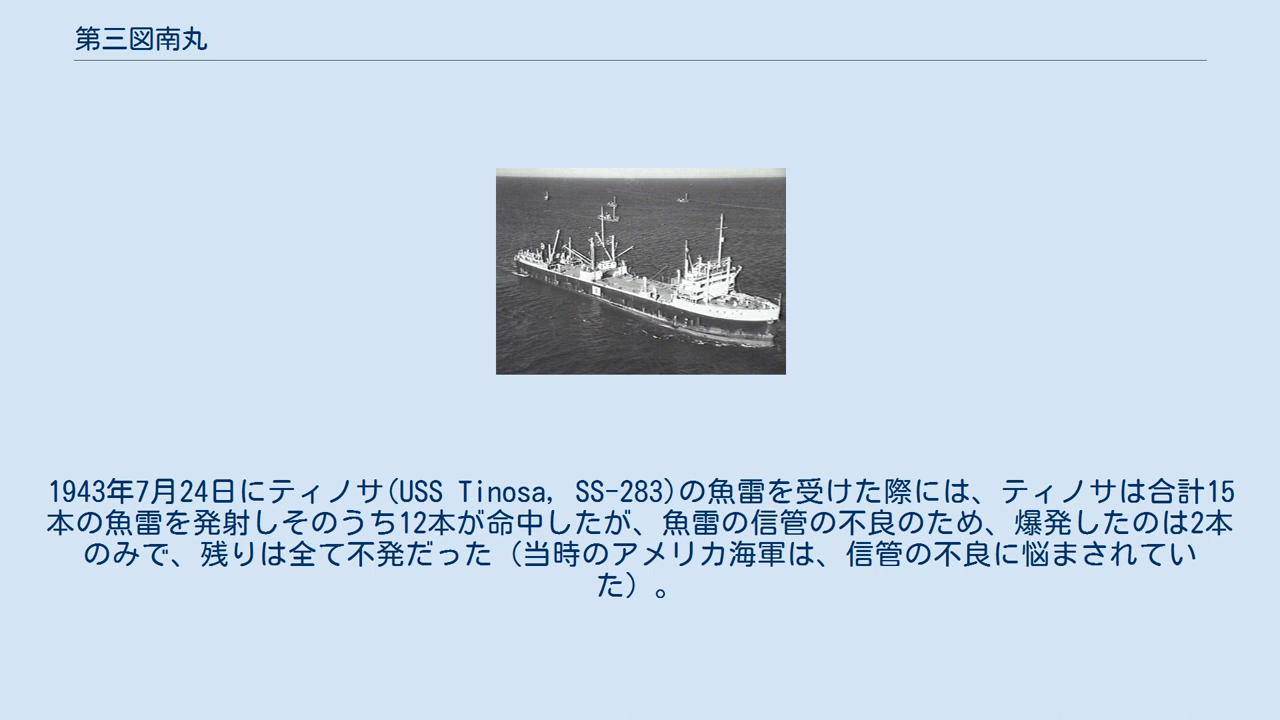 第三図南丸
1943年7月24日にティノサ(USS Tinosa, SS-283)の魚雷を受けた際には、ティノサは合計15
本の魚雷を発射しそのうち12本が命中したが、魚雷の信管の不良のため、爆発したのは2本
のみで、残りは全て不発だった（当時のアメリカ海軍は、信管の不良に悩まされてい
た）。